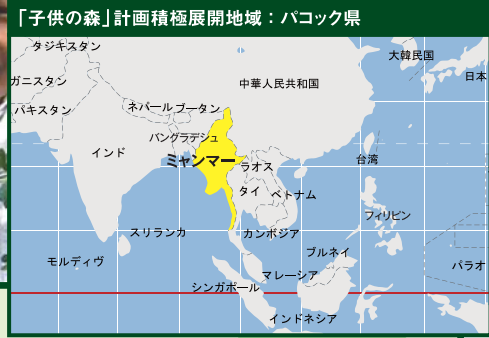 「子供の森」計画積極展開地域：パコック県
タジキスタン
大韓民国
日本
ガニスタン
中華人民共和国
パキスタン
ネパール
ブータン
バングラデシュ
インド
ミャンマー
ラオス
台湾
タイ
ベトナム
フィリピン
スリランカ
カンボジア
モルディヴ
ブルネイ
マレーシア
パラオ
シンガポール
インドネシア